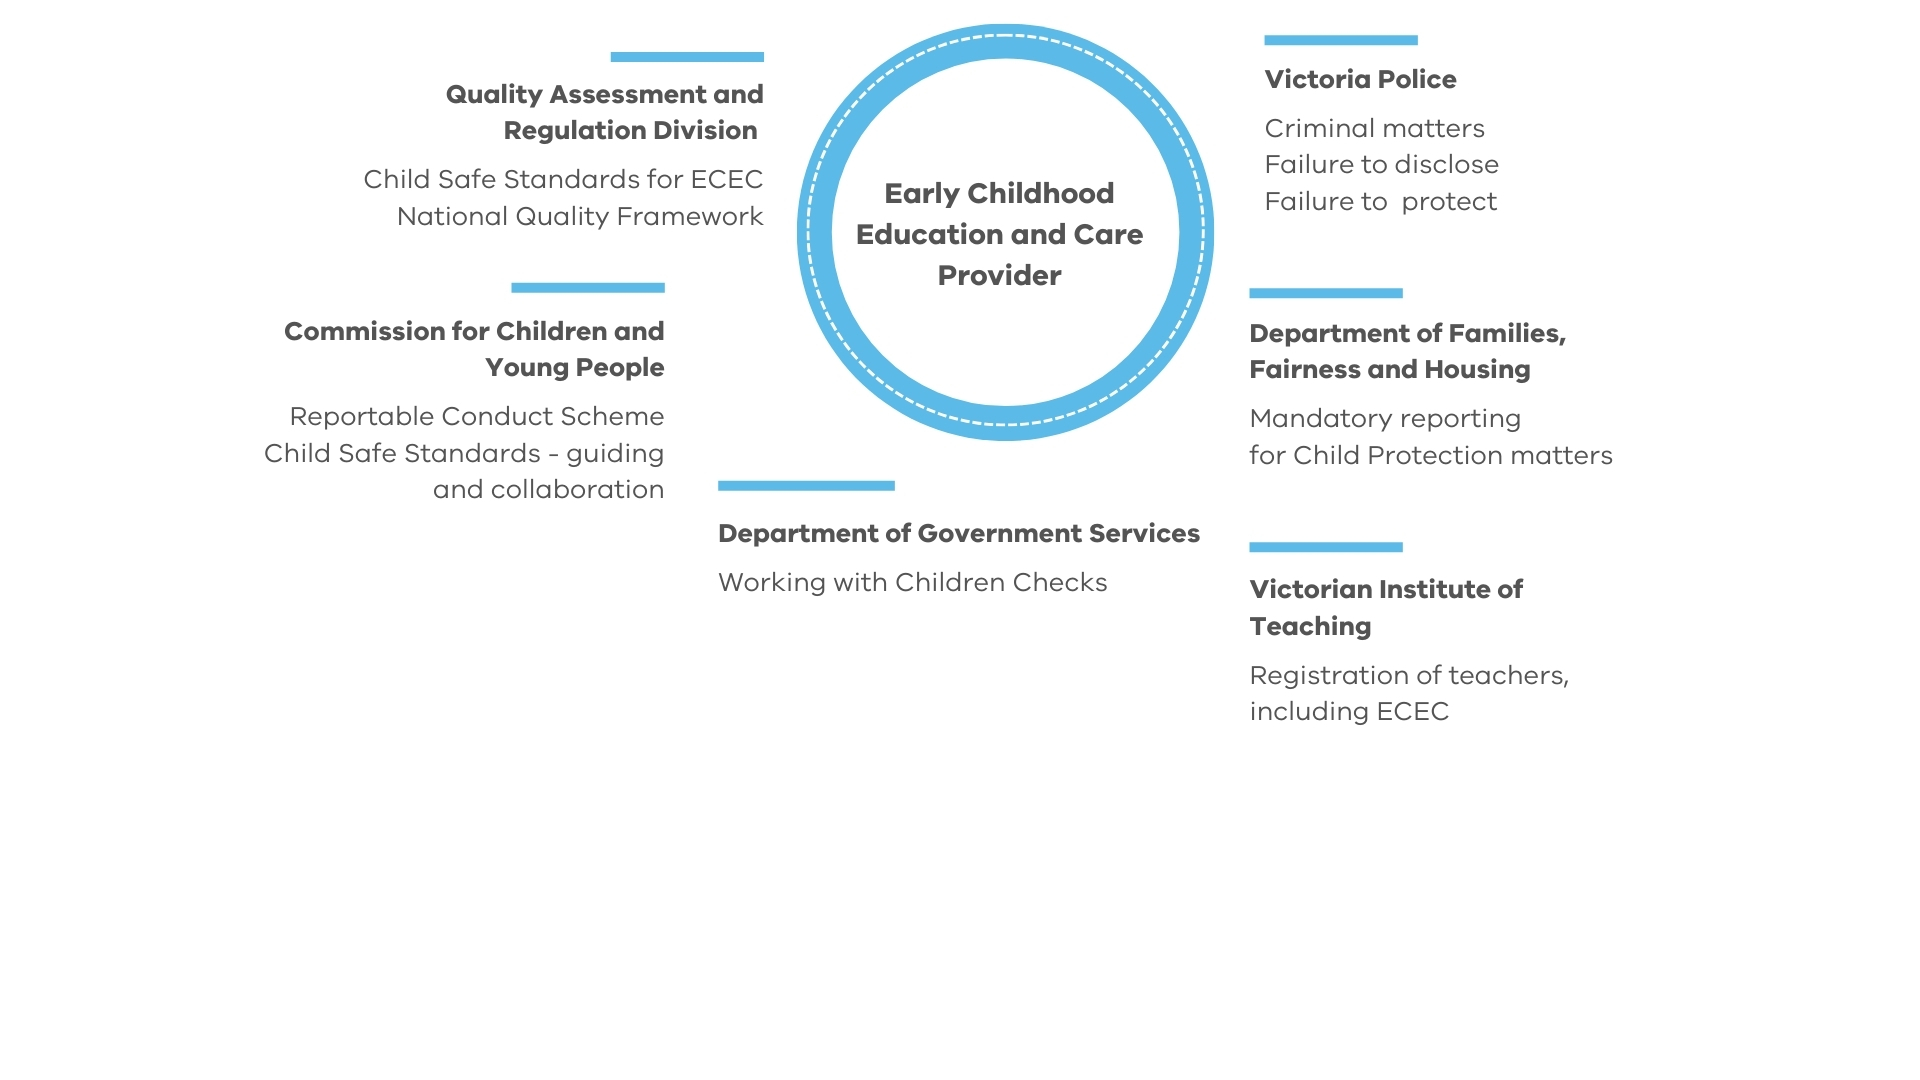 Quality Assessment and
Regulation Division
Child Safe Standards for ECEC
National Quality Framework
Commission for Children and
Young People
Reportable Conduct Scheme
Child Safe Standards - guiding
and collaboration
Early Childhood
Education and Care
Provider
Department of Government Services
Working with Children Checks
Victoria Police
Criminal matters
Failure to disclose
Failure to  protect
Department of Families,
Fairness and Housing
Mandatory reporting
for Child Protection matters
Victorian Institute of
Teaching
Registration of teachers,
including ECEC